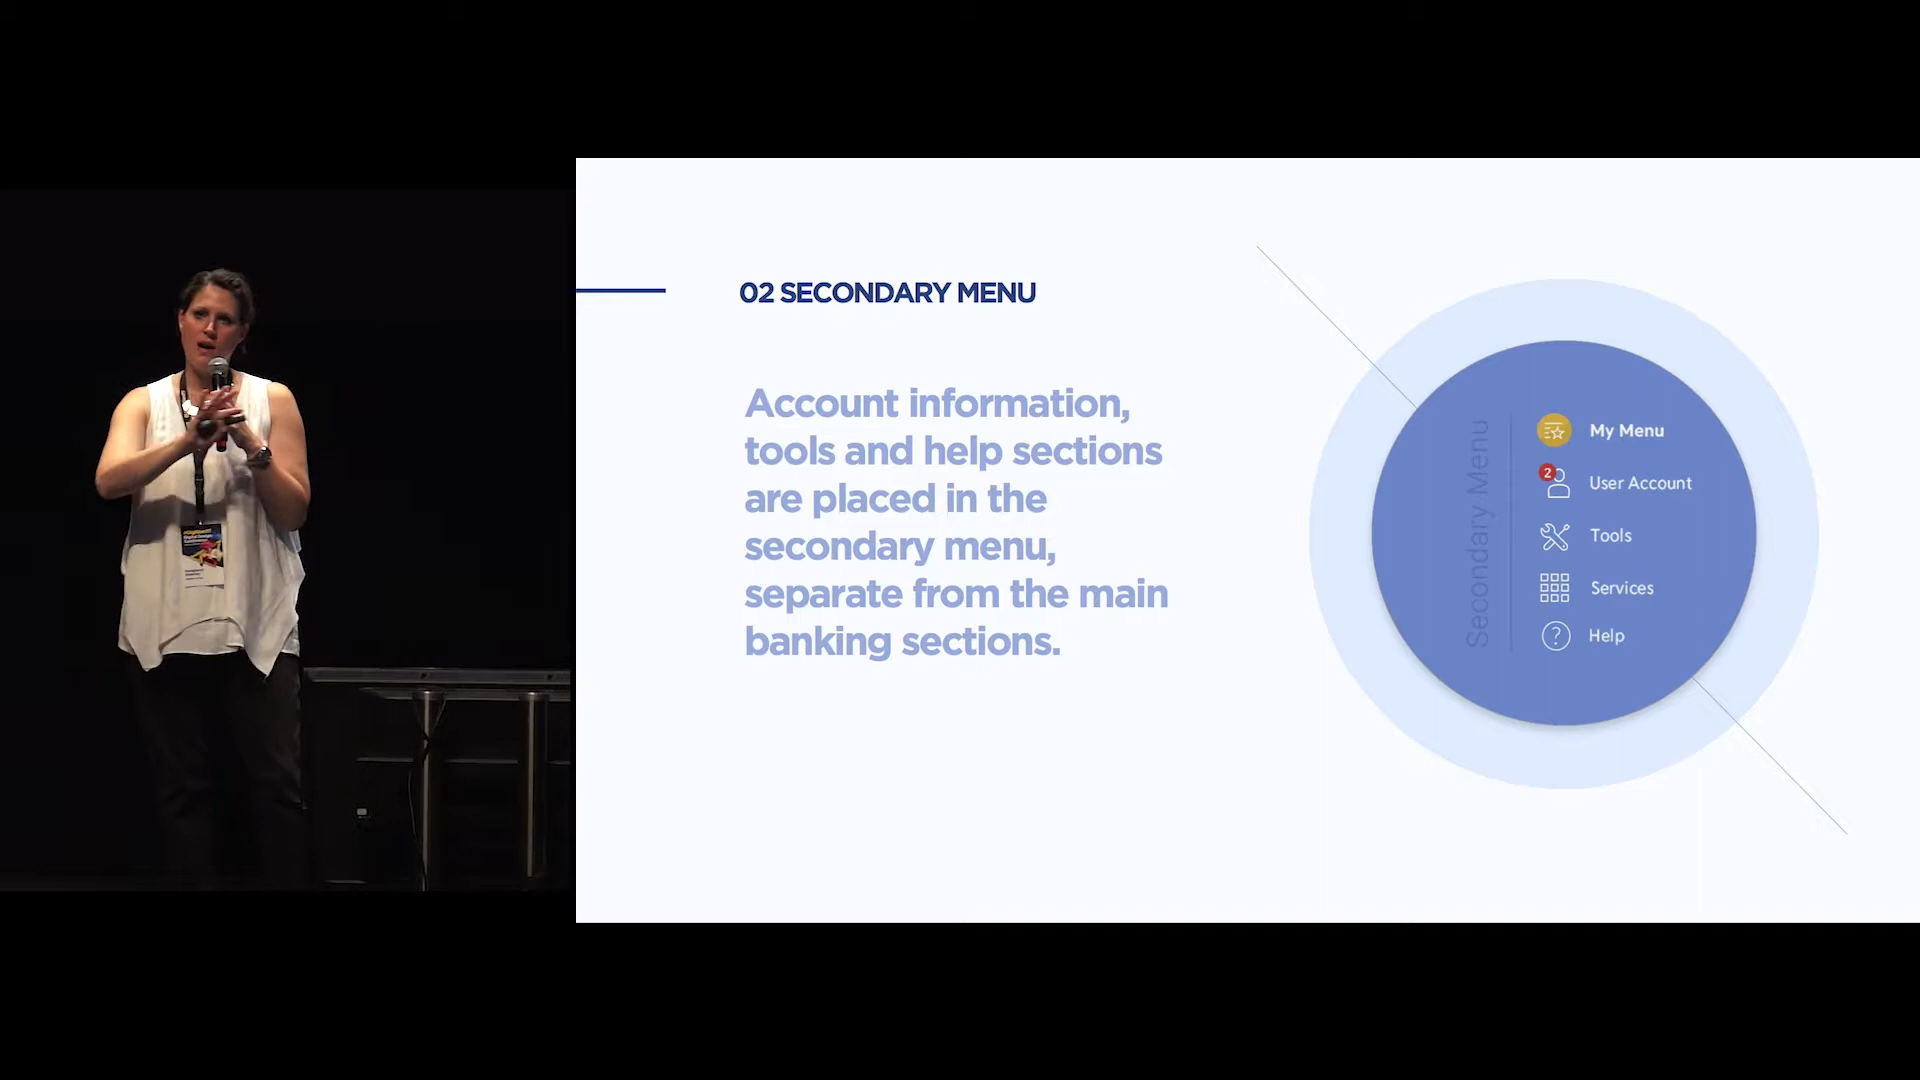 02 SECONDARY MENU
Account information,
tools and help sections
are placed in the
secondary menu,
separate from the main
banking sections.
Secondary Menu
My Menu
2
User Account
Tools
Services
? Help